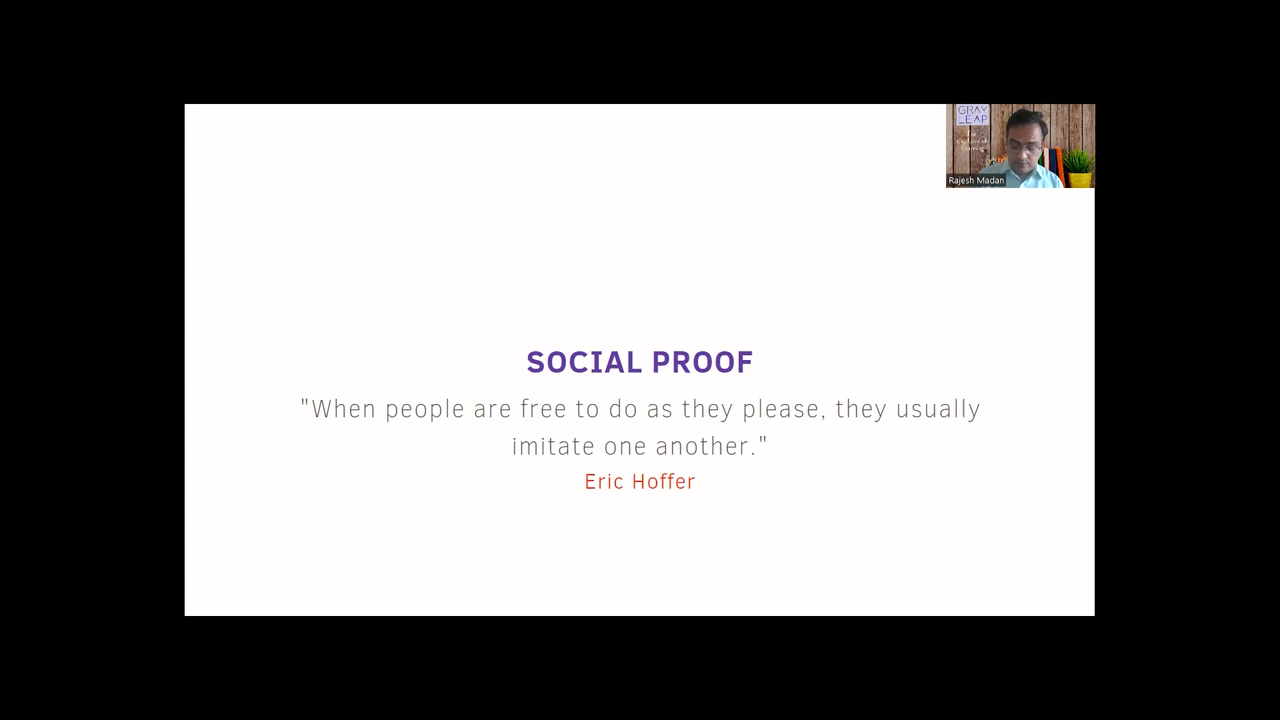 GRAY
LEAP
Rajesh Madan
SOCIAL PROOF
"When people are free to do as they please, they usually
imitate one another."
Eric Hoffer